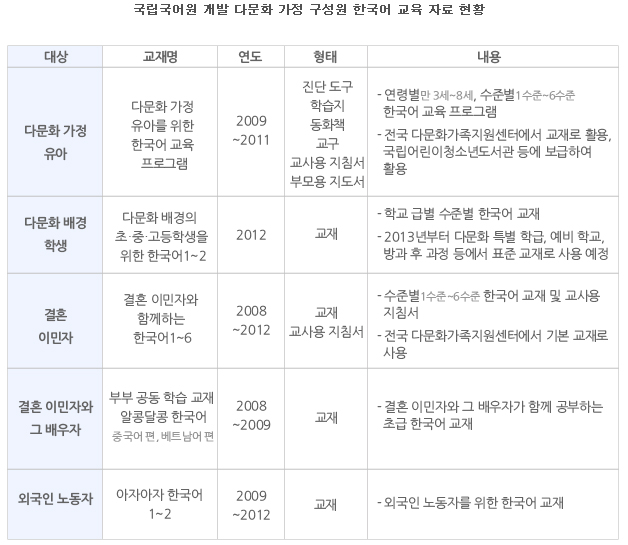 국립국어원 개발 다문화 가정 구성원 한국어 교육 자료 현황
대상 교재명 연도 형태 내용
다문화 가정
유아
다문화 가정
유아를 위한
한국어 교육
프로그램
2009
~2011
진단 도구
학습지
동화책
교구
교사용 지침서
부모용 지도서
- 연령별만 3세~8세, 수준별1수준~6수준
한국어 교육 프로그램
- 전국 다문화가족지원센터에서 교재로 활용,
국립어린이청소년도서관 등에 보급하여
활용
다문화 배경
학생
다문화 배경의
초·중·고등학생을
위한 한국어1~2
2012
교재
- 학교 급별 수준별 한국어 교재
- 2013년부터 다문화 특별 학급, 예비 학교,
방과 후 과정 등에서 표준 교재로 사용 예정
결혼
이민자
결혼 이민자와
함께하는
한국어1~6
2008
~2012
교재
교사용 지침서
- 수준별1수준~6수준 한국어 교재 및 교사용
지침서
- 전국 다문화가족지원센터에서 기본 교재로
사용
결혼 이민자와
그 배우자
부부 공동 학습 교재
알콩달콩 한국어
중국어 편, 베트남어 편
2008
~2009
교재
- 결혼 이민자와 그 배우자가 함께 공부하는
초급 한국어 교재
외국인 노동자
아자아자 한국어
1~2
2009
~2012
교재
- 외국인 노동자를 위한 한국어 교재